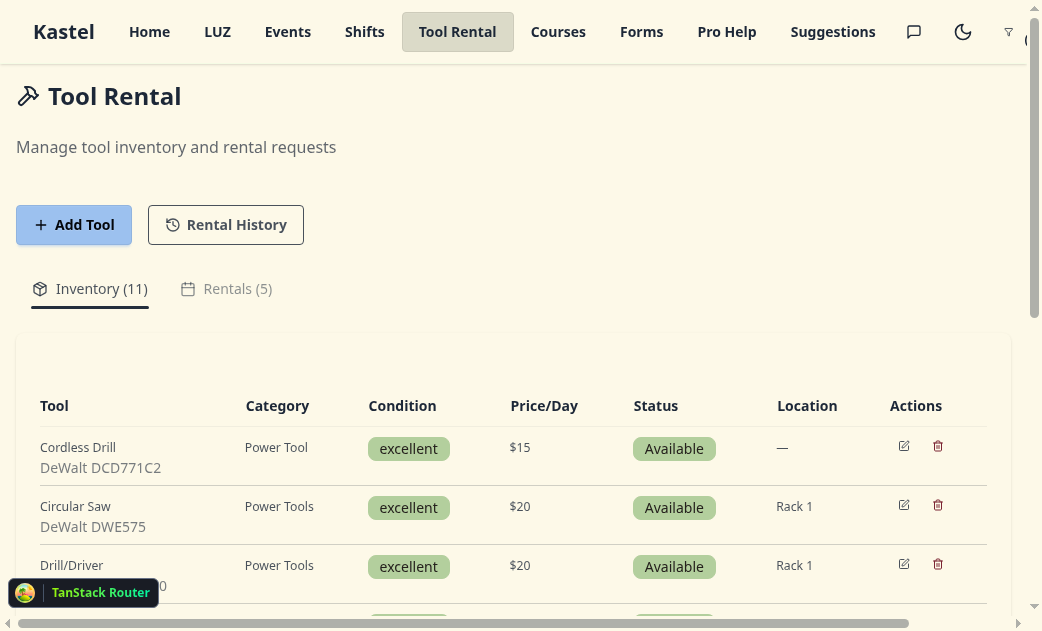 Kastel Home LUZ Events Shifts Tool Rental Courses Forms Pro Help Suggestions
Tool Rental
Manage tool inventory and rental requests
Add Tool Rental History
Inventory (11) Rentals (5)
Tool Category Condition Price/Day Status Location Actions
Cordless Drill Power Tool excellent $15 Available —
DeWalt DCD771C2
Circular Saw Power Tools excellent $20 Available Rack 1
DeWalt DWE575
Drill/Driver Power Tools excellent $20 Available Rack 1
0
TanStack Router